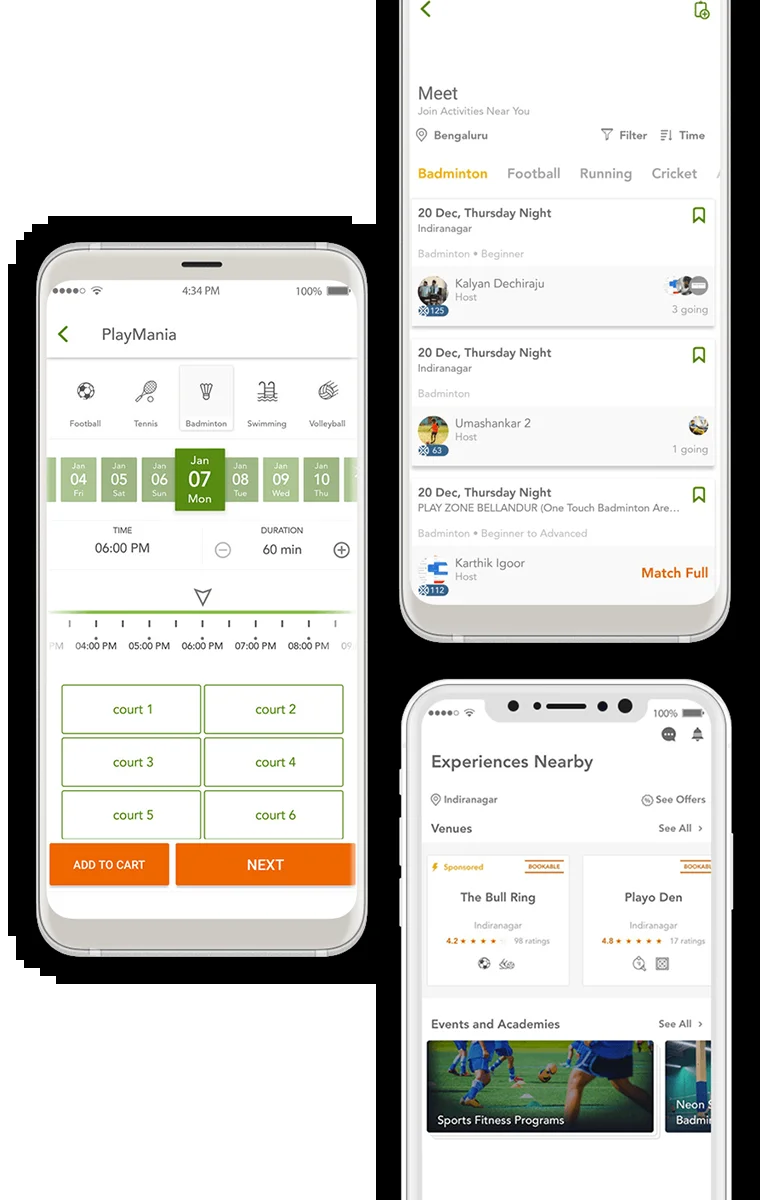 4:34 PM
100%
PlayMania
Football Tennis Badminton Swimming Volleyball
Jan Jan Jan Jan Jan Jan Jan
04 05 06 07 08 09 10
Fri Sat Sun Mon Tue Wed Thu
TIME DURATION
06:00 PM 60 min
PM 04:00 PM 05:00 PM 06:00 PM 07:00 PM 08:00 PM 09:
court 1 court 2
court 3 court 4
court 5 court 6
ADD TO CART NEXT
Meet
Join Activities Near You
Bengaluru Filter Time
Badminton Football Running Cricket
20 Dec, Thursday Night
Indiranagar
Badminton • Beginner
Kalyan Dechiraju
Host
125
3 going
20 Dec, Thursday Night
Indiranagar
Badminton
Umashankar 2
Host
63
1 going
20 Dec, Thursday Night
PLAY ZONE BELLANDUR (One Touch Badminton Are...
Badminton • Beginner to Advanced
Karthik Igoor
Host
112
Match Full
100%
Experiences Nearby
Indiranagar See Offers
Venues See All >
Sponsored BOOKABLE BOOKABL
The Bull Ring Playo Den
Indiranagar Indiranagar
4.2 ★ ★ ★ ★ 98 ratings 4.8 ★ ★ ★ ★ ★ 17 ratings
Events and Academies See All >
Sports Fitness Programs
Neon S
Badmin